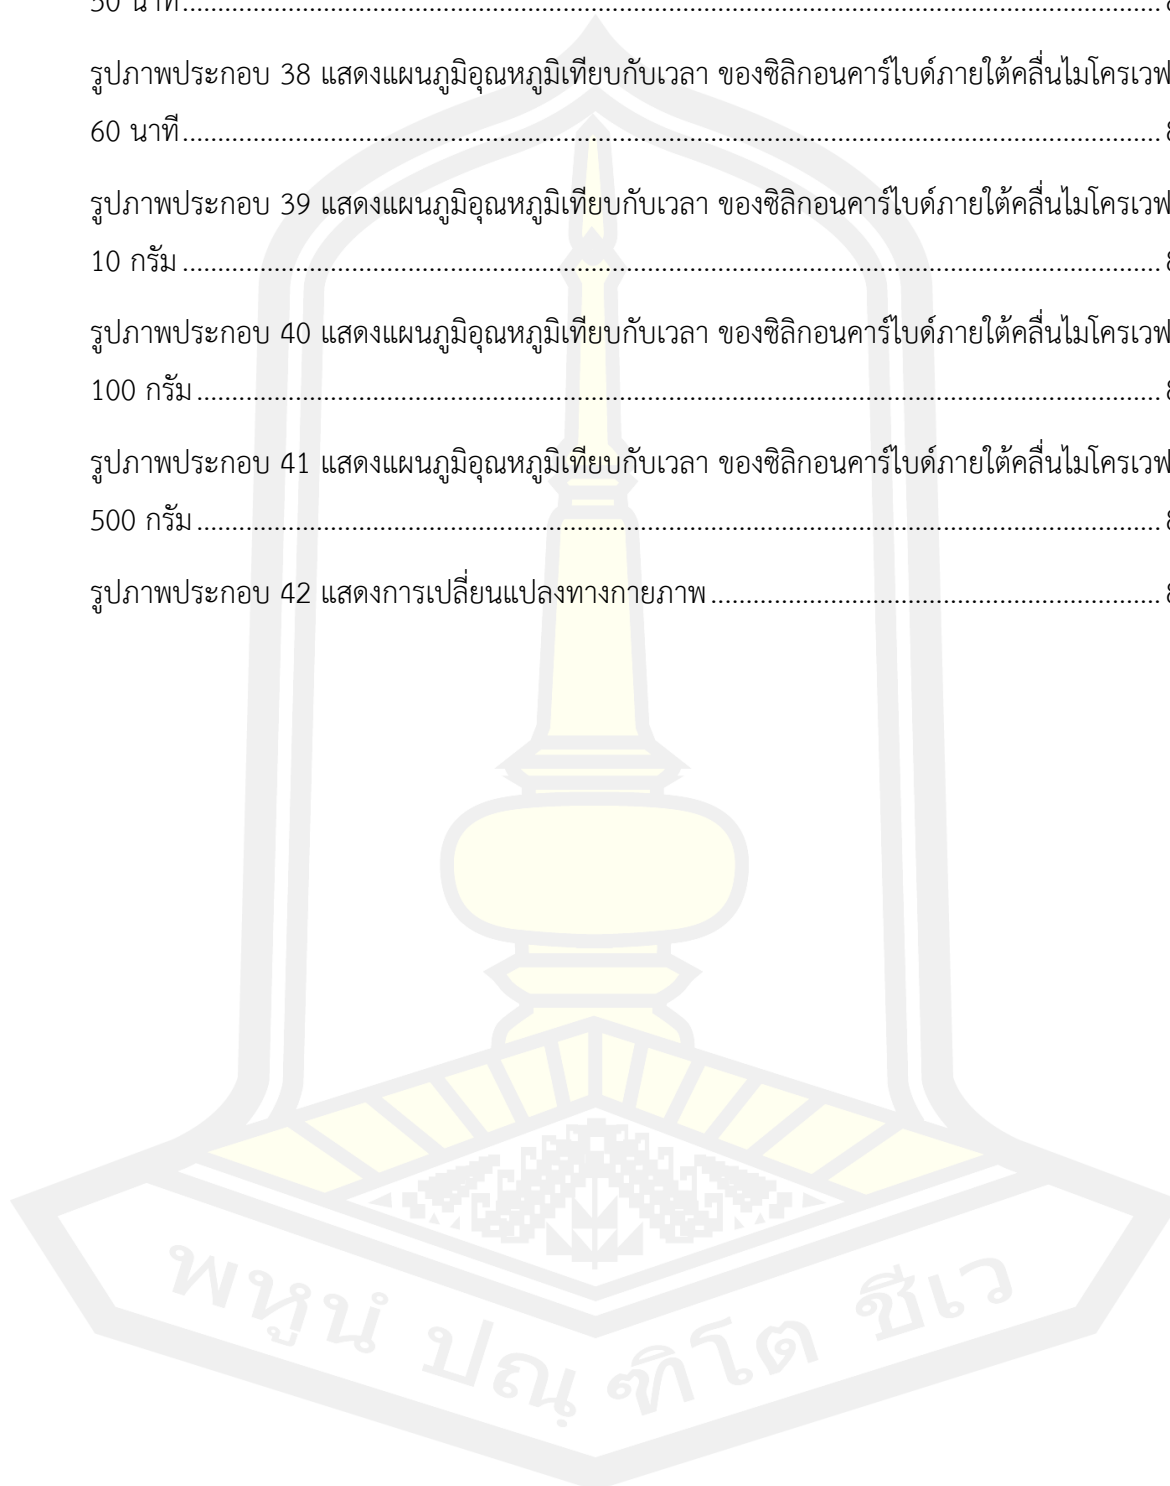 50 นาที........................................................................................................................................8
รูปภาพประกอบ 38 แสดงแผนภูมิอุณหภูมิเทียบกับเวลา ของซิลิกอนคาร์ไบด์ภายใต้คลื่นไมโครเวฟ
60 นาที........................................................................................................................................8
รูปภาพประกอบ 39 แสดงแผนภูมิอุณหภูมิเทียบกับเวลา ของซิลิกอนคาร์ไบด์ภายใต้คลื่นไมโครเวฟ
10 กรัม........................................................................................................................................8
รูปภาพประกอบ 40 แสดงแผนภูมิอุณหภูมิเทียบกับเวลา ของซิลิกอนคาร์ไบด์ภายใต้คลื่นไมโครเวฟ
100 กรัม......................................................................................................................................8
รูปภาพประกอบ 41 แสดงแผนภูมิอุณหภูมิเทียบกับเวลา ของซิลิกอนคาร์ไบด์ภายใต้คลื่นไมโครเวฟ
500 กรัม......................................................................................................................................8
รูปภาพประกอบ 42 แสดงการเปลี่ยนแปลงทางกายภาพ................................................................8
พหูนํ ปณฺฑิโต ชีเว